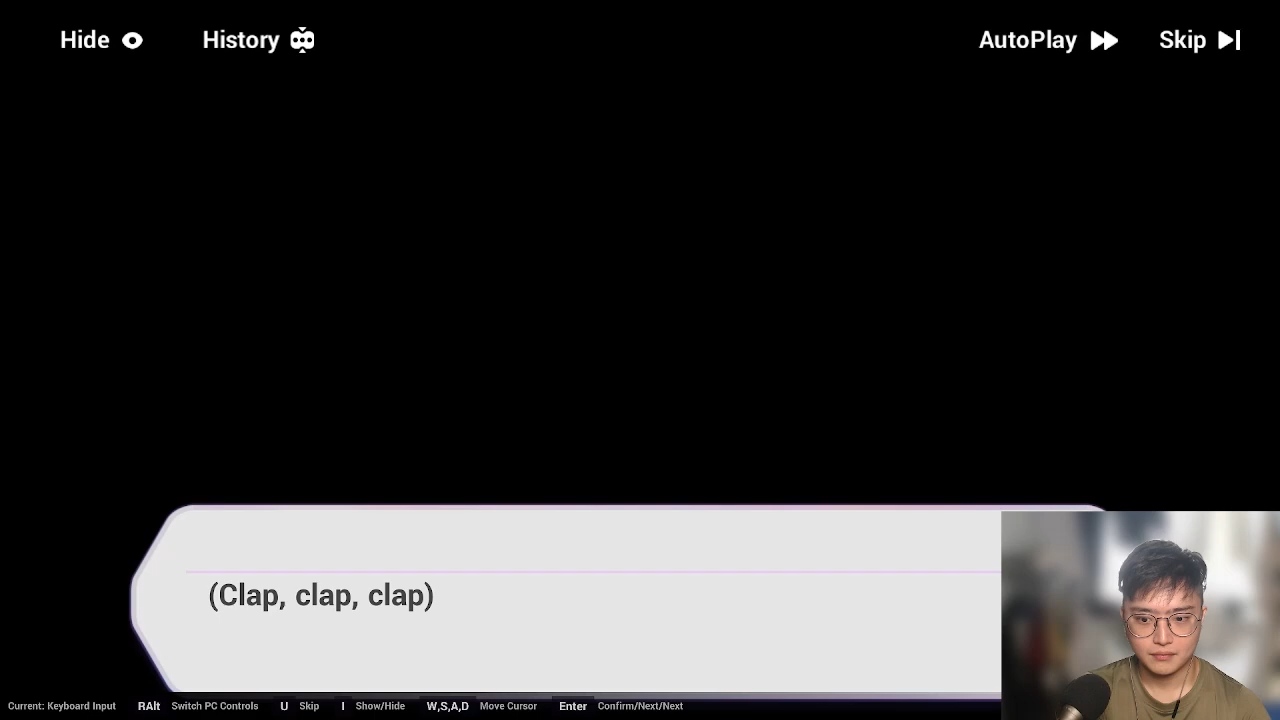 Hide
History
AutoPlay
Skip
(Clap, clap, clap)
Current: Keyboard Input RAlt Switch PC Controls U Skip I Show/Hide W,S,A,D Move Cursor Enter Confirm/Next/Next